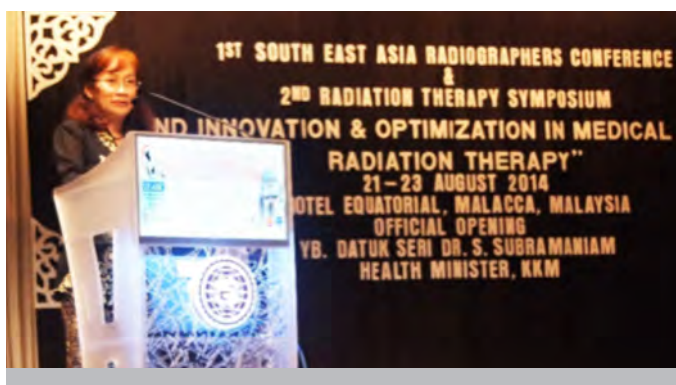 1ST SOUTH EAST ASIA RADIOGRAPHERS CONFERENCE
&
2ND RADIATION THERAPY SYMPOSIUM
ND INNOVATION & OPTIMIZATION IN MEDICAL
RADIATION THERAPY"
21-23 AUGUST 2014
OTEL EQUATORIAL, MALACCA, MALAYSIA
OFFICIAL OPENING
YB. DATUK SERI DR. S. SUBRAMANIAM
HEALTH MINISTER, KKM